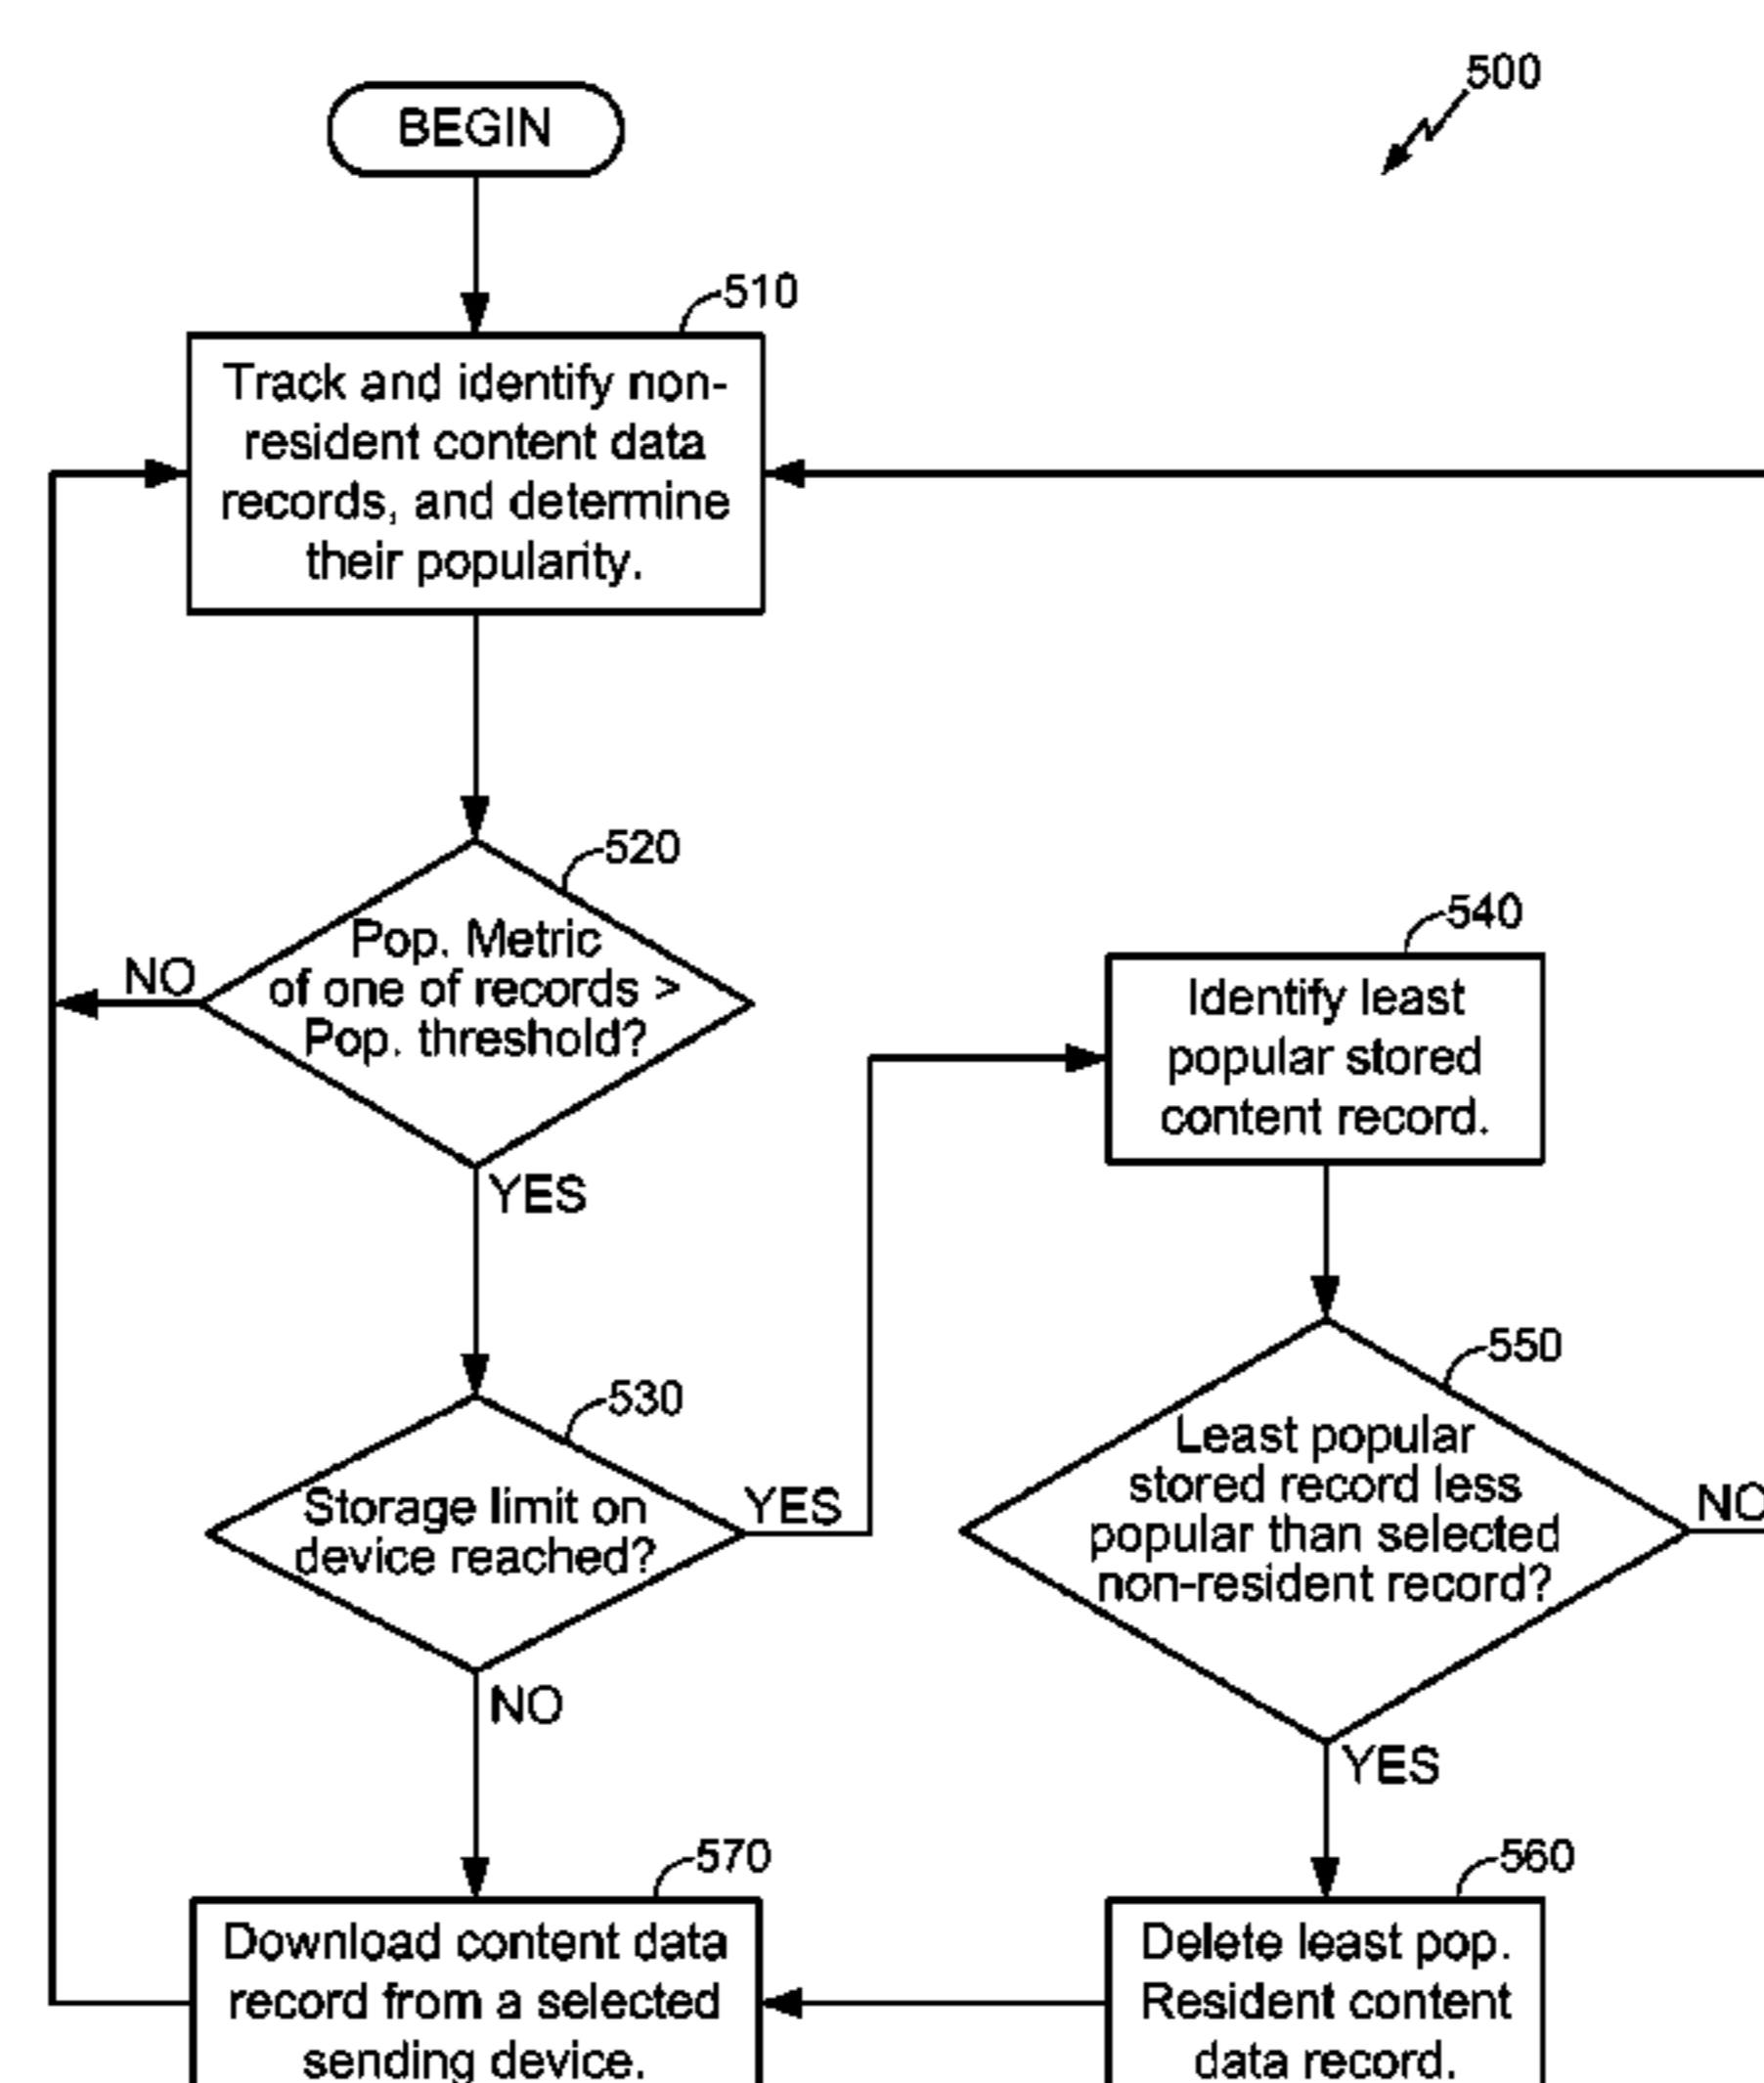 500
BEGIN
510
Track and identify non-
resident content data
records, and determine
their popularity.
520
Pop. Metric
of one of records >
Pop. threshold?
NO
YES
530
Storage limit on
device reached?
YES
NO
540
Identify least
popular stored
content record.
550
Least popular
stored record less
popular than selected
non-resident record?
NO
YES
560
Delete least pop.
Resident content
data record.
570
Download content data
record from a selected
sending device.